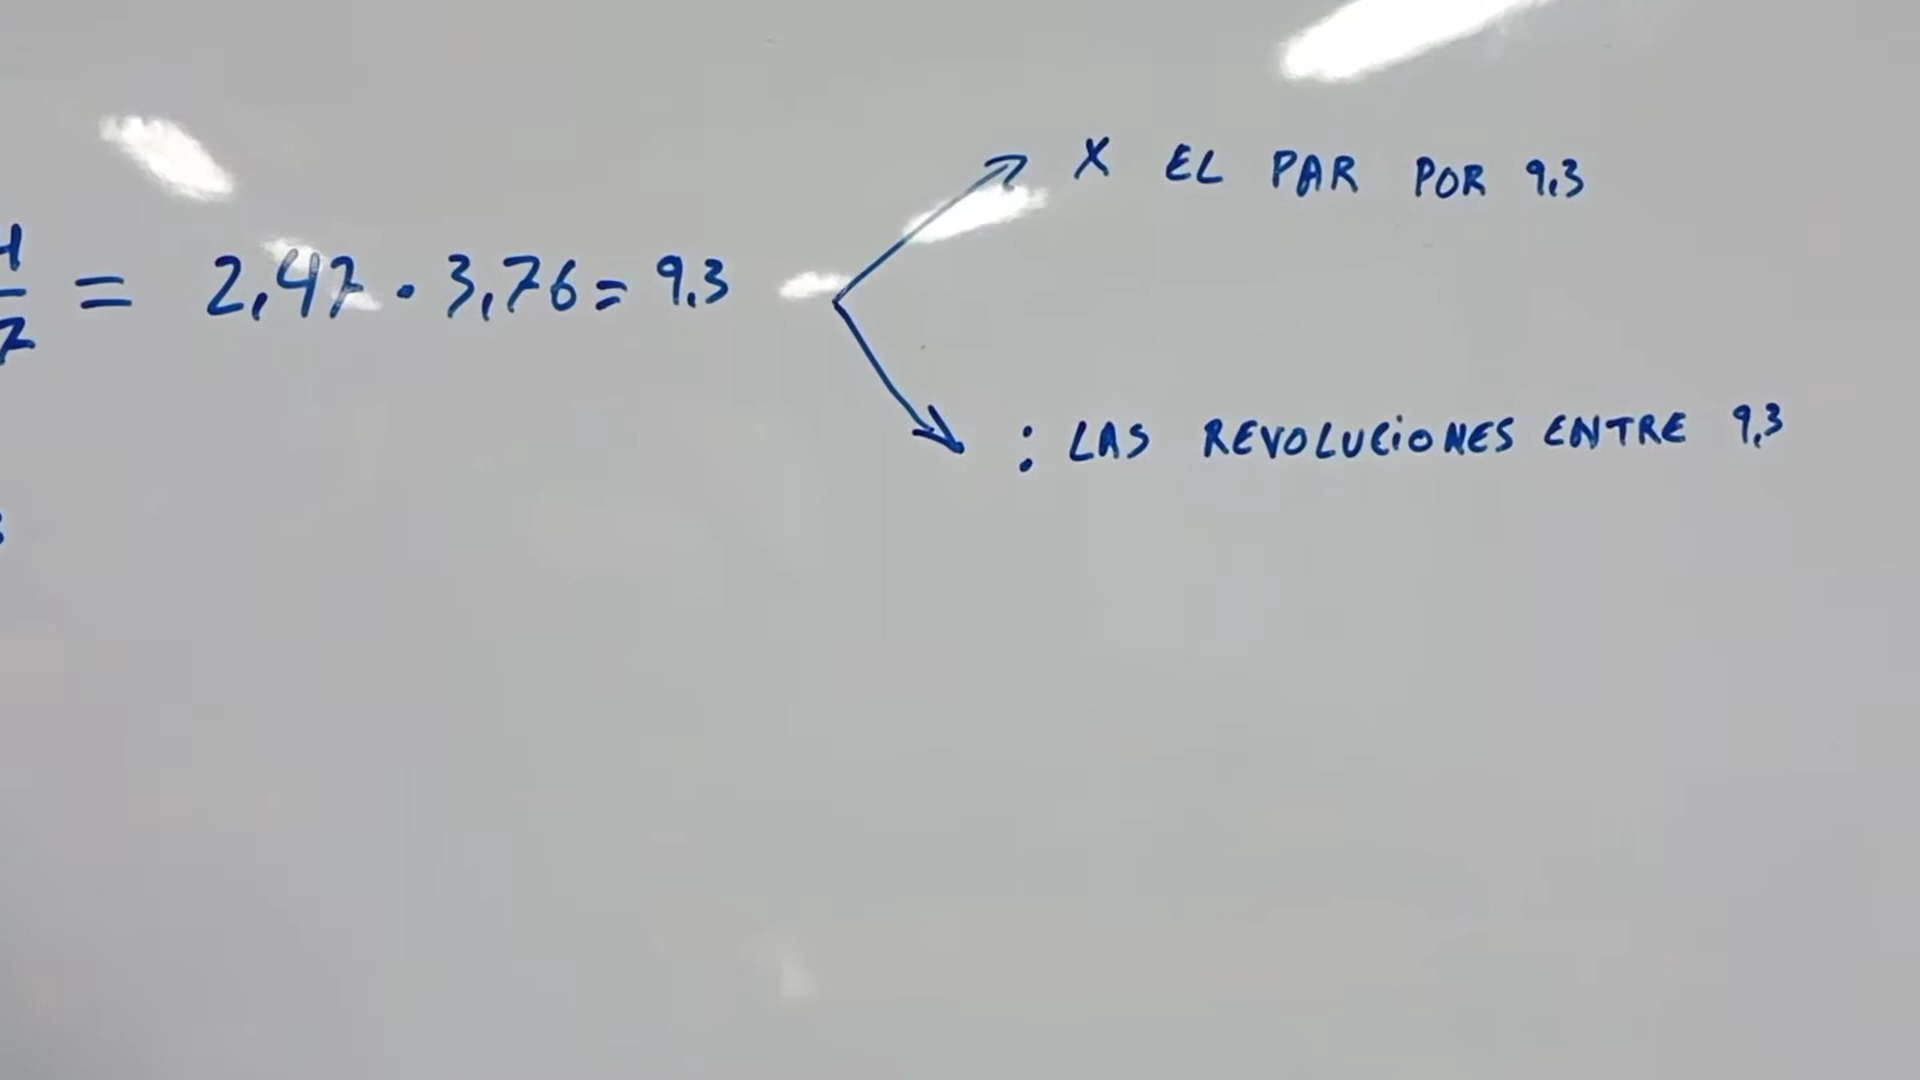 X EL PAR POR 9,3
= 2,47 · 3,76 = 9,3
: LAS REVOLUCIONES ENTRE 9,3